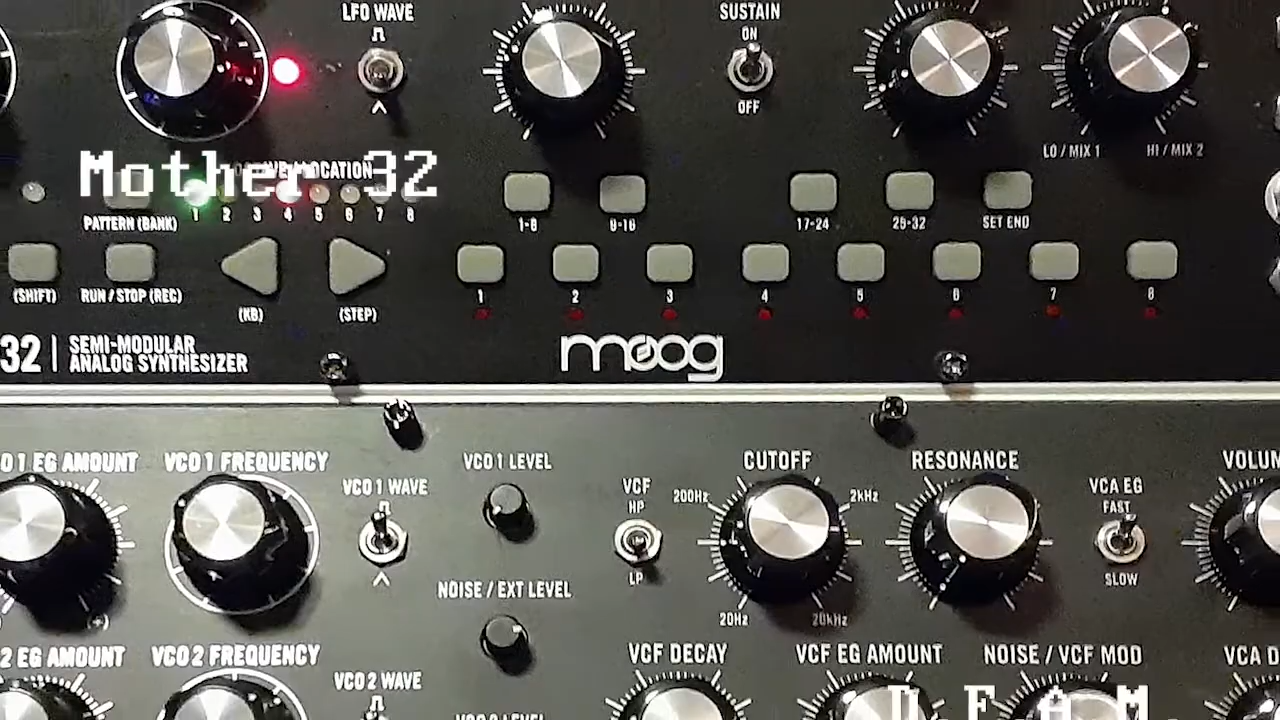 LFO WAVE
SUSTAIN
ON
OFF
LO / MIX 1
HI / MIX 2
Mother 32
PATTERN (BANK)
1 2 3 4 5 6 7 8
1-8
9-16
17-24
25-32
SET END
(SHIFT)
RUN / STOP (REC)
(KB)
(STEP)
1 2 3 4 5 6 7 8
32 | SEMI-MODULAR
ANALOG SYNTHESIZER
moog
O 1 EG AMOUNT
VCO 1 FREQUENCY
VCO 1 WAVE
VCO 1 LEVEL
VCF
HP
LP
CUTOFF
200Hz
2kHz
20Hz
20kHz
RESONANCE
VCA EG
FAST
SLOW
VOLUM
NOISE / EXT LEVEL
2 EG AMOUNT
VCO 2 FREQUENCY
VCO 2 WAVE
VCF DECAY
VCF EG AMOUNT
NOISE / VCF MOD
VCA D
D.F.A.M.